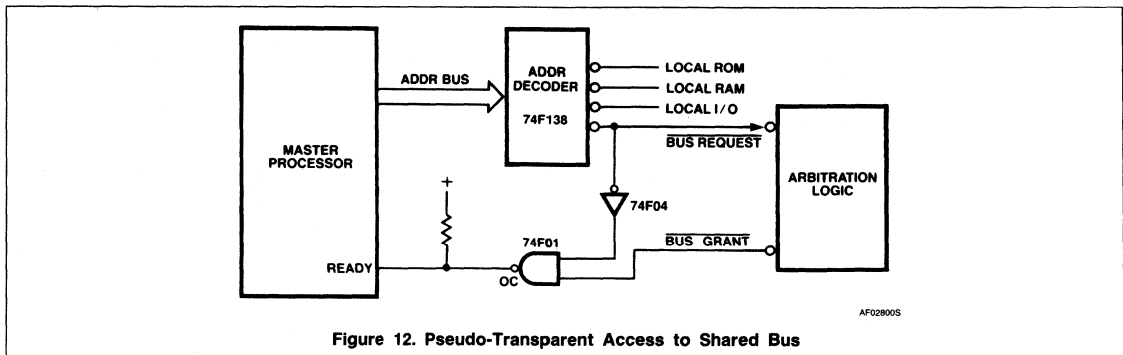 MASTER
PROCESSOR
READY
ADDR BUS
ADDR
DECODER
74F138
LOCAL ROM
LOCAL RAM
LOCAL I/O
BUS REQUEST
ARBITRATION
LOGIC
+
74F04
74F01
OC
BUS GRANT
AF02800S
Figure 12. Pseudo-Transparent Access to Shared Bus